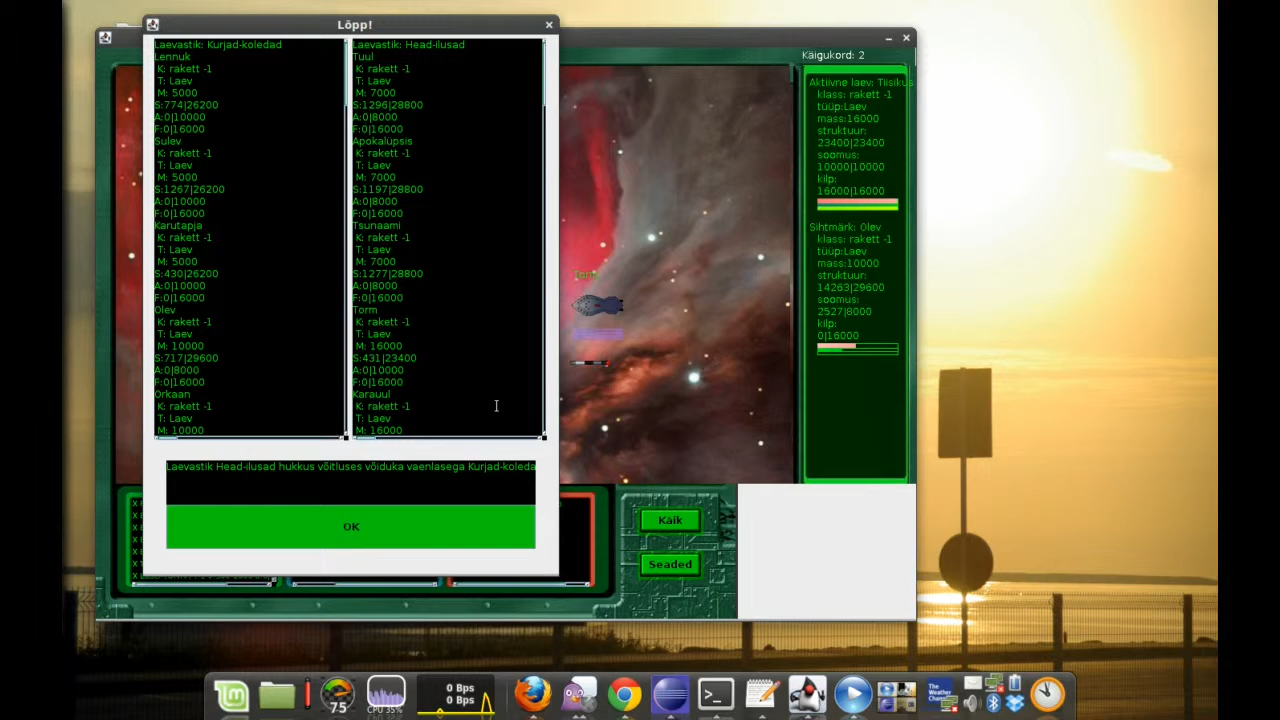 Lõpp!
Laevastik: Kurjad-koledad
Lennuk
K: rakett -1
T: Laev
M: 5000
S:774|26200
A:0|10000
F:0|16000
Sulev
K: rakett -1
T: Laev
M: 5000
S:1267|26200
A:0|10000
F:0|16000
Karutapja
K: rakett -1
T: Laev
M: 5000
S:430|26200
A:0|10000
F:0|16000
Olev
K: rakett -1
T: Laev
M: 10000
S:717|29600
A:0|8000
F:0|16000
Orkaan
K: rakett -1
T: Laev
M: 10000
Laevastik: Head-ilusad
Tuul
K: rakett -1
T: Laev
M: 7000
S:1296|28800
A:0|8000
F:0|16000
Apokalüpsis
K: rakett -1
T: Laev
M: 7000
S:1197|28800
A:0|8000
F:0|16000
Tsunaami
K: rakett -1
T: Laev
M: 7000
S:1277|28800
A:0|8000
F:0|16000
Torm
K: rakett -1
T: Laev
M: 16000
S:431|23400
A:0|10000
F:0|16000
Karauul
K: rakett -1
T: Laev
M: 16000
Laevastik Head-ilusad hukkus võitluses võiduka vaenlasega Kurjad-koleda
OK
Käigukord: 2
Aktiivne laev: Tiisikus
klass: rakett -1
tüüp:Laev
mass:16000
struktuur:
23400|23400
soomus:
10000|10000
kilp:
16000|16000
Sihtmärk: Olev
klass: rakett -1
tüüp:Laev
mass:10000
struktuur:
14263|29600
soomus:
2527|8000
kilp:
0|16000
Käik
Seaded
75
CPU 35%
0 Bps
0 Bps
The
Weather
Channel